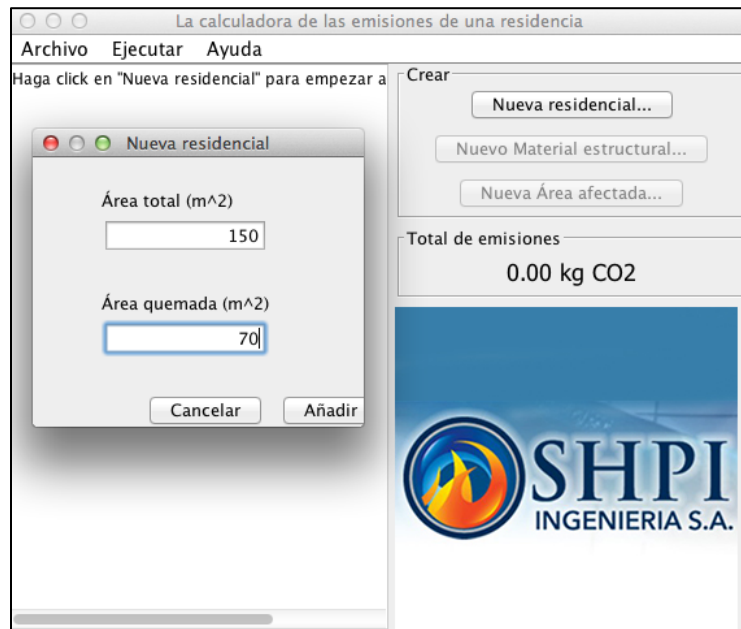 La calculadora de las emisiones de una residencia
Archivo Ejecutar Ayuda
Haga click en "Nueva residencial" para empezar a
Nueva residencial
Área total (m^2)
150
Área quemada (m^2)
70
Cancelar Añadir
Crear
Nueva residencial...
Nuevo Material estructural...
Nueva Área afectada...
Total de emisiones
0.00 kg CO2
SHPI
INGENIERIA S.A.